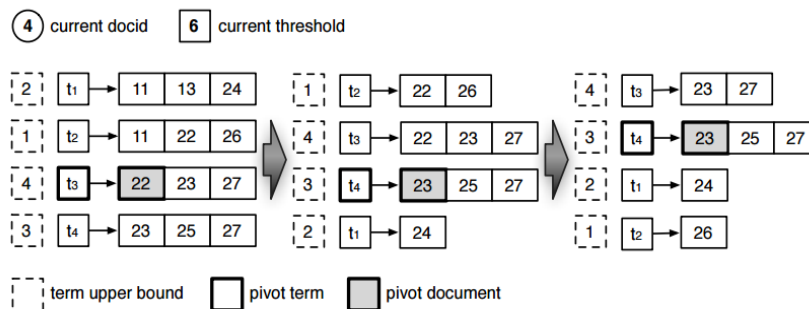 4 current docid 6 current threshold
2 t1 11 13 24
1 t2 11 22 26
4 t3 22 23 27
3 t4 23 25 27
1 t2 22 26
4 t3 22 23 27
3 t4 23 25 27
2 t1 24
4 t3 23 27
3 t4 23 25 27
2 t1 24
1 t2 26
term upper bound pivot term pivot document